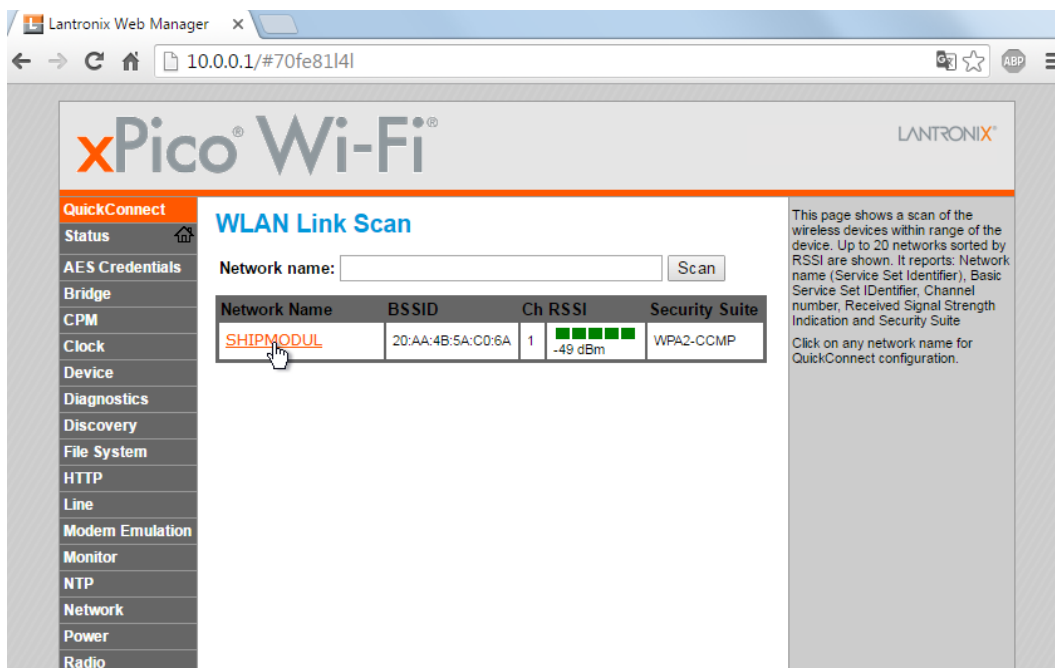 Lantronix Web Manager
10.0.0.1/#70fe81l4l
ABP
xPico® Wi-Fi®
LANTRONIX®
QuickConnect
Status
AES Credentials
Bridge
CPM
Clock
Device
Diagnostics
Discovery
File System
HTTP
Line
Modem Emulation
Monitor
NTP
Network
Power
Radio
WLAN Link Scan
Network name:
Scan
Network Name BSSID Ch RSSI Security Suite
SHIPMODUL 20:AA:4B:5A:C0:6A 1 -49 dBm WPA2-CCMP
This page shows a scan of the
wireless devices within range of the
device. Up to 20 networks sorted by
RSSI are shown. It reports: Network
name (Service Set Identifier), Basic
Service Set IDentifier, Channel
number, Received Signal Strength
Indication and Security Suite
Click on any network name for
QuickConnect configuration.